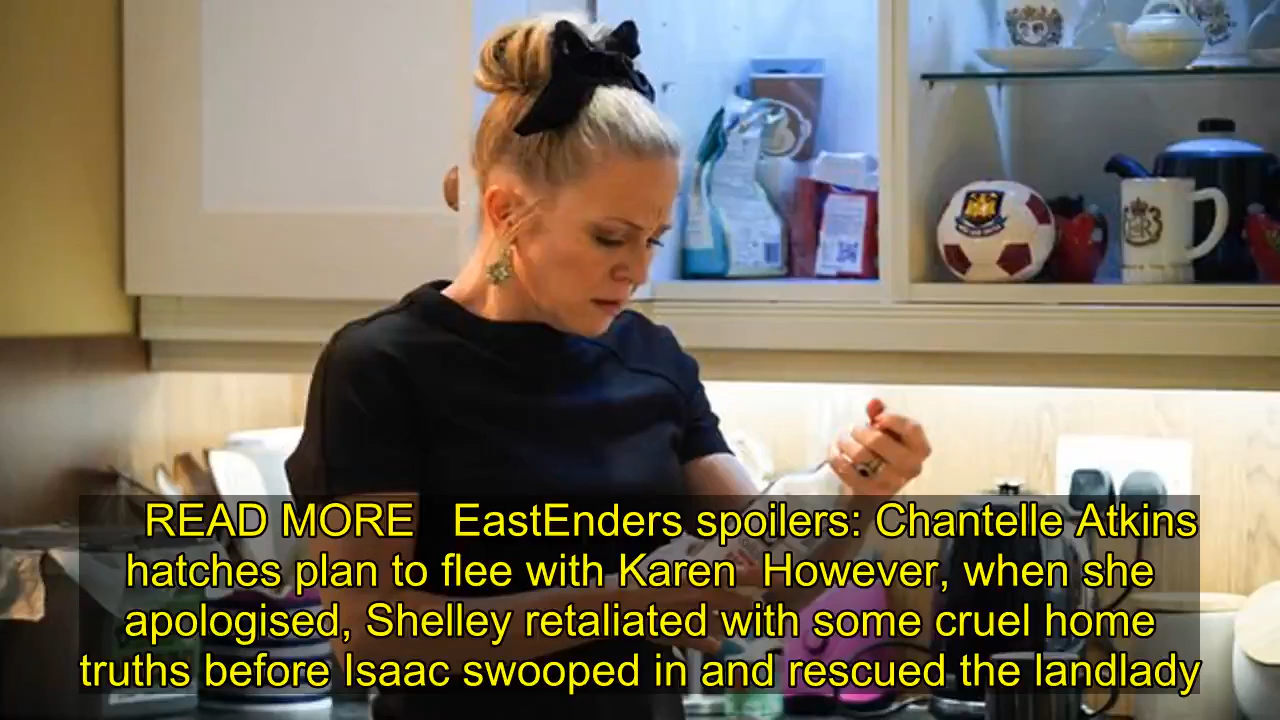 READ MORE EastEnders spoilers: Chantelle Atkins
hatches plan to flee with Karen However, when she
apologised, Shelley retaliated with some cruel home
truths before Isaac swooped in and rescued the landlady